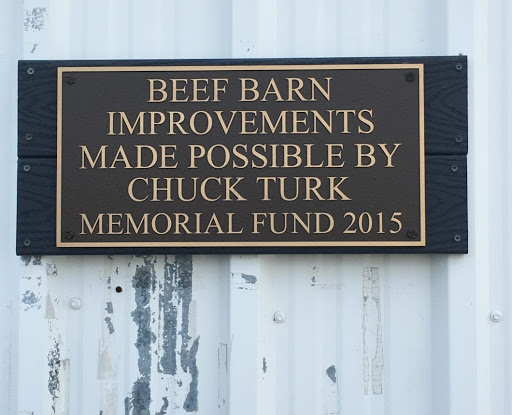 BEEF BARN
IMPROVEMENTS
MADE POSSIBLE BY
CHUCK TURK
MEMORIAL FUND 2015